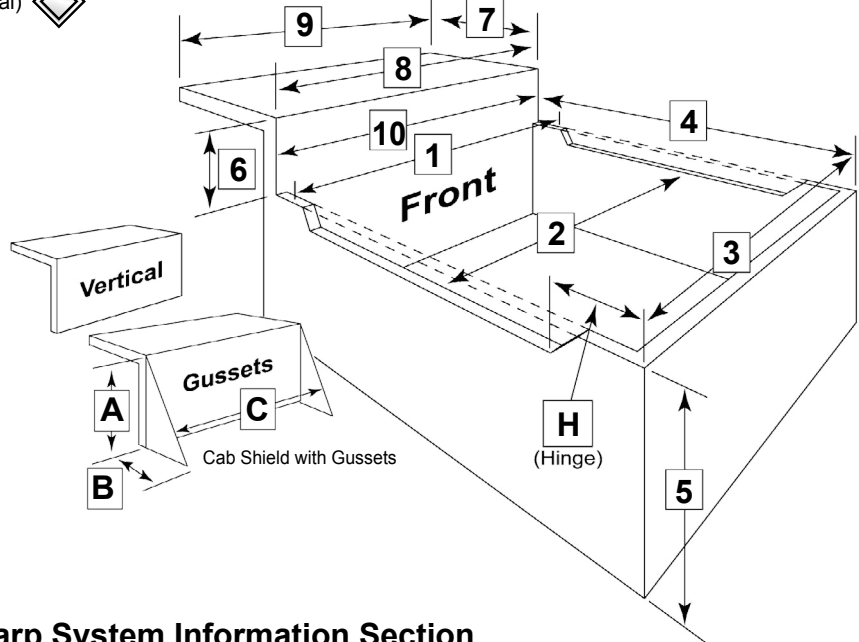 al)
9
7
8
4
10
1
6
Front
2
3
Vertical
Gussets
A
C
H
(Hinge)
Cab Shield with Gussets
B
5
arp System Information Section